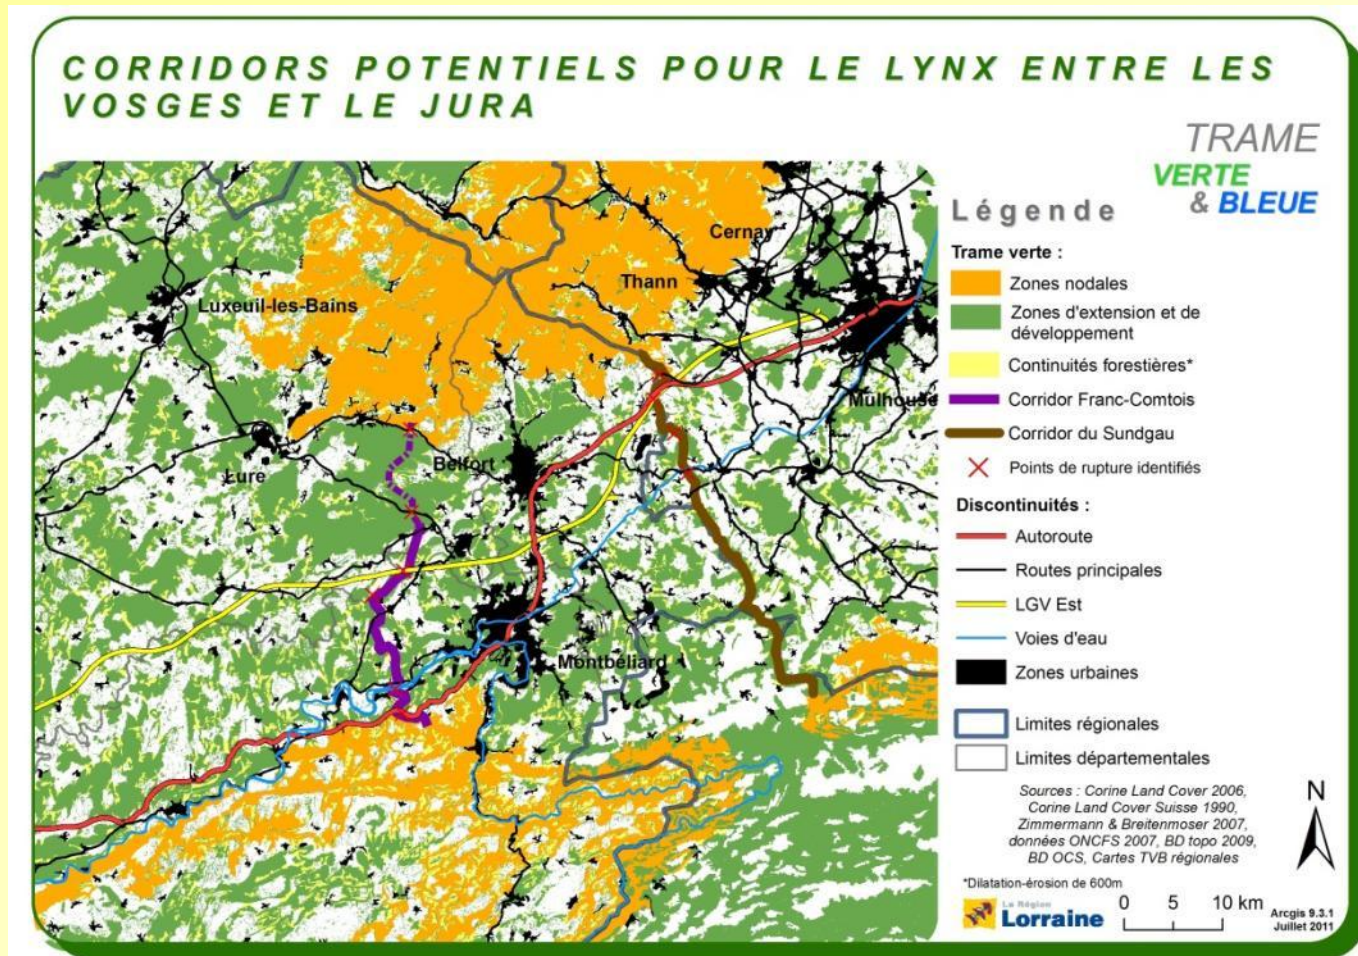 CORRIDORS POTENTIELS POUR LE LYNX ENTRE LES
VOSGES ET LE JURA
TRAME
VERTE
& BLEUE
Cernay
Thann
Luxeuil-les-Bains
Mulhouse
Belfort
Lure
Montbéliard
Légende
Trame verte :
Zones nodales
Zones d'extension et de
développement
Continuités forestières*
Corridor Franc-Comtois
Corridor du Sundgau
Points de rupture identifiés
Discontinuités :
Autoroute
Routes principales
LGV Est
Voies d'eau
Zones urbaines
Limites régionales
Limites départementales
Sources : Corine Land Cover 2006,
Corine Land Cover Suisse 1990,
Zimmermann & Breitenmoser 2007,
données ONCFS 2007, BD topo 2009,
BD OCS, Cartes TVB régionales
N
*Dilatation-érosion de 600m
La Région
Lorraine
0 5 10 km
Arcgis 9.3.1
Juillet 2011